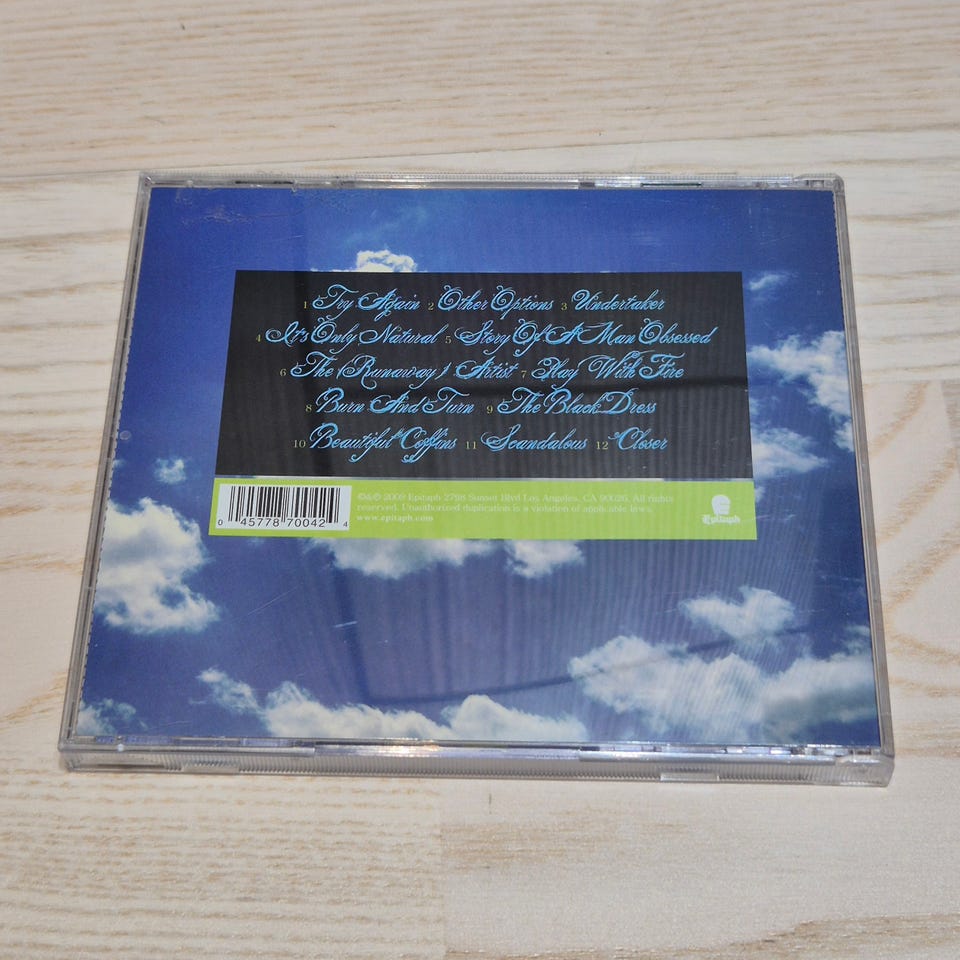 1 Try Again 2 Other Options 3 Undertaker
4 It's Only Natural 5 Story Of A Man Obsessed
6 The (Runaway) Artist 7 Play With Fire
8 Burn And Turn 9 The Black Dress
10 Beautiful Coffins 11 Scandalous 12 Closer
0 45778 70042 4
©&℗ 2009 Epitaph 2798 Sunset Blvd Los Angeles, CA 90026. All rights
reserved. Unauthorized duplication is a violation of applicable laws.
www.epitaph.com
Epitaph